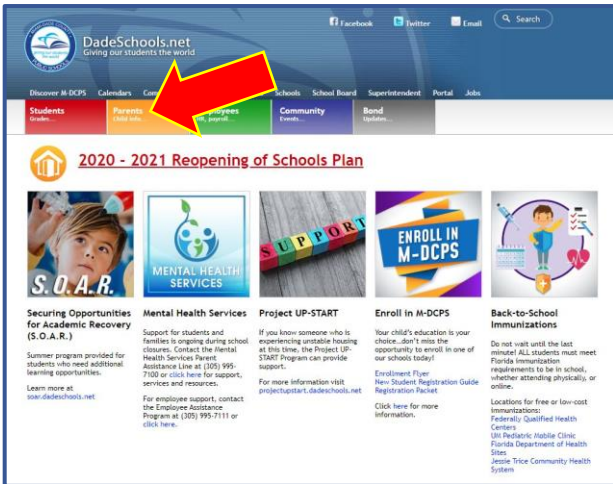 Facebook Twitter Email Search
DadeSchools.net
Giving our students the world
Discover M-DCPS Calendars Schools School Board Superintendent Portal Jobs
Students Parents Community Bond
Grades... Child info... payroll... Events... Updates...
2020 - 2021 Reopening of Schools Plan
S.O.A.R.
MENTAL HEALTH
SERVICES
SUPPORT
ENROLL IN
M-DCPS
Securing Opportunities
for Academic Recovery
(S.O.A.R.)
Summer program provided for
students who need additional
learning opportunities.
Learn more at
soar.dadeschools.net
Mental Health Services
Support for students and
families is ongoing during school
closures. Contact the Mental
Health Services Parent
Assistance Line at (305) 995-
7100 or click here for support,
services and resources.
For employee support, contact
the Employee Assistance
Program at (305) 995-7111 or
click here.
Project UP-START
If you know someone who is
experiencing unstable housing
at this time, the Project UP-
START Program can provide
support.
For more information visit
projectupstart.dadeschools.net
Enroll in M-DCPS
Your child's education is your
choice...don't miss the
opportunity to enroll in one of
our schools today!
Enrollment Flyer
New Student Registration Guide
Registration Packet
Click here for more
information.
Back-to-School
Immunizations
Do not wait until the last
minute! ALL students must meet
Florida immunization
requirements to be in school,
whether attending physically, or
online.
Locations for free or low-cost
immunizations:
Federally Qualified Health
Centers
UM Pediatric Mobile Clinic
Florida Department of Health
Sites
Jessie Trice Community Health
System